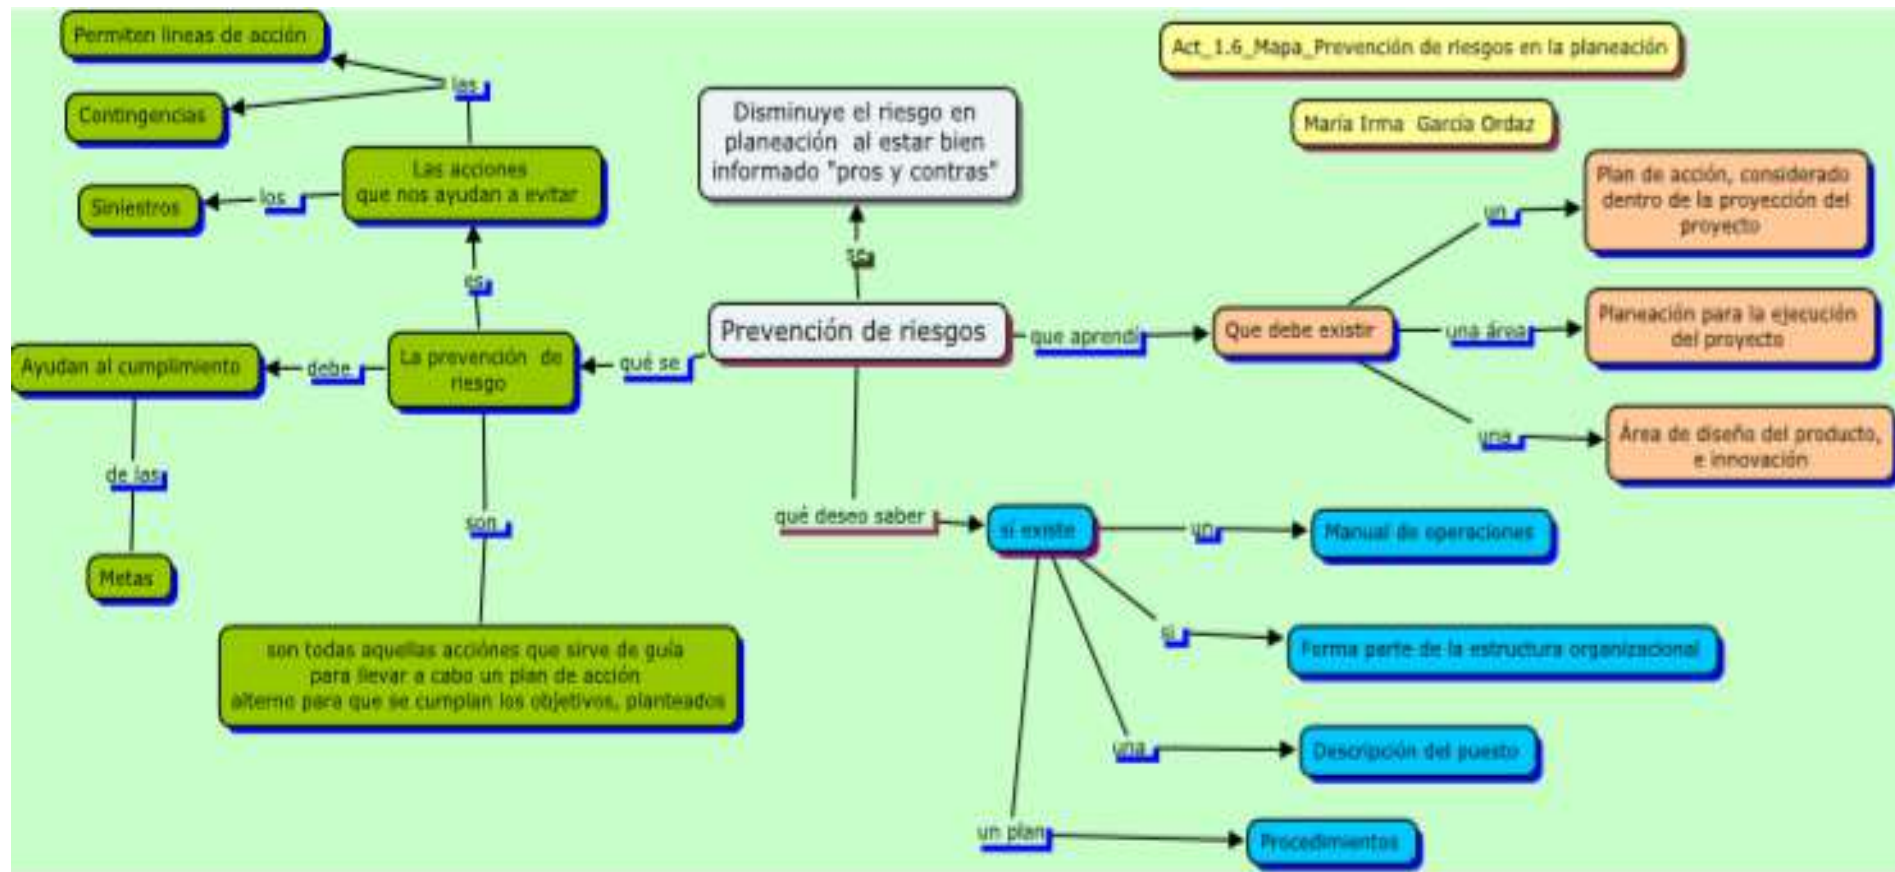 Act_1.6_Mapa_Prevención de riesgos en la planeación
María Irma García Ordaz
Permiten lineas de acción
Contingencias
las
Las acciones
que nos ayudan a evitar
los
Siniestros
es
La prevención de
riesgo
debe
Ayudan al cumplimiento
de las
Metas
son
son todas aquellas acciónes que sirve de guía
para llevar a cabo un plan de acción
alterno para que se cumplan los objetivos, planteados
qué se
Disminuye el riesgo en
planeación al estar bien
informado "pros y contras"
se
Prevención de riesgos
que aprendí
Que debe existir
un
Plan de acción, considerado
dentro de la proyección del
proyecto
una área
Planeación para la ejecución
del proyecto
una
Área de diseño del producto,
e innovación
qué deseo saber
si existe
un
Manual de operaciones
si
Forma parte de la estructura organizacional
una
Descripción del puesto
un plan
Procedimientos